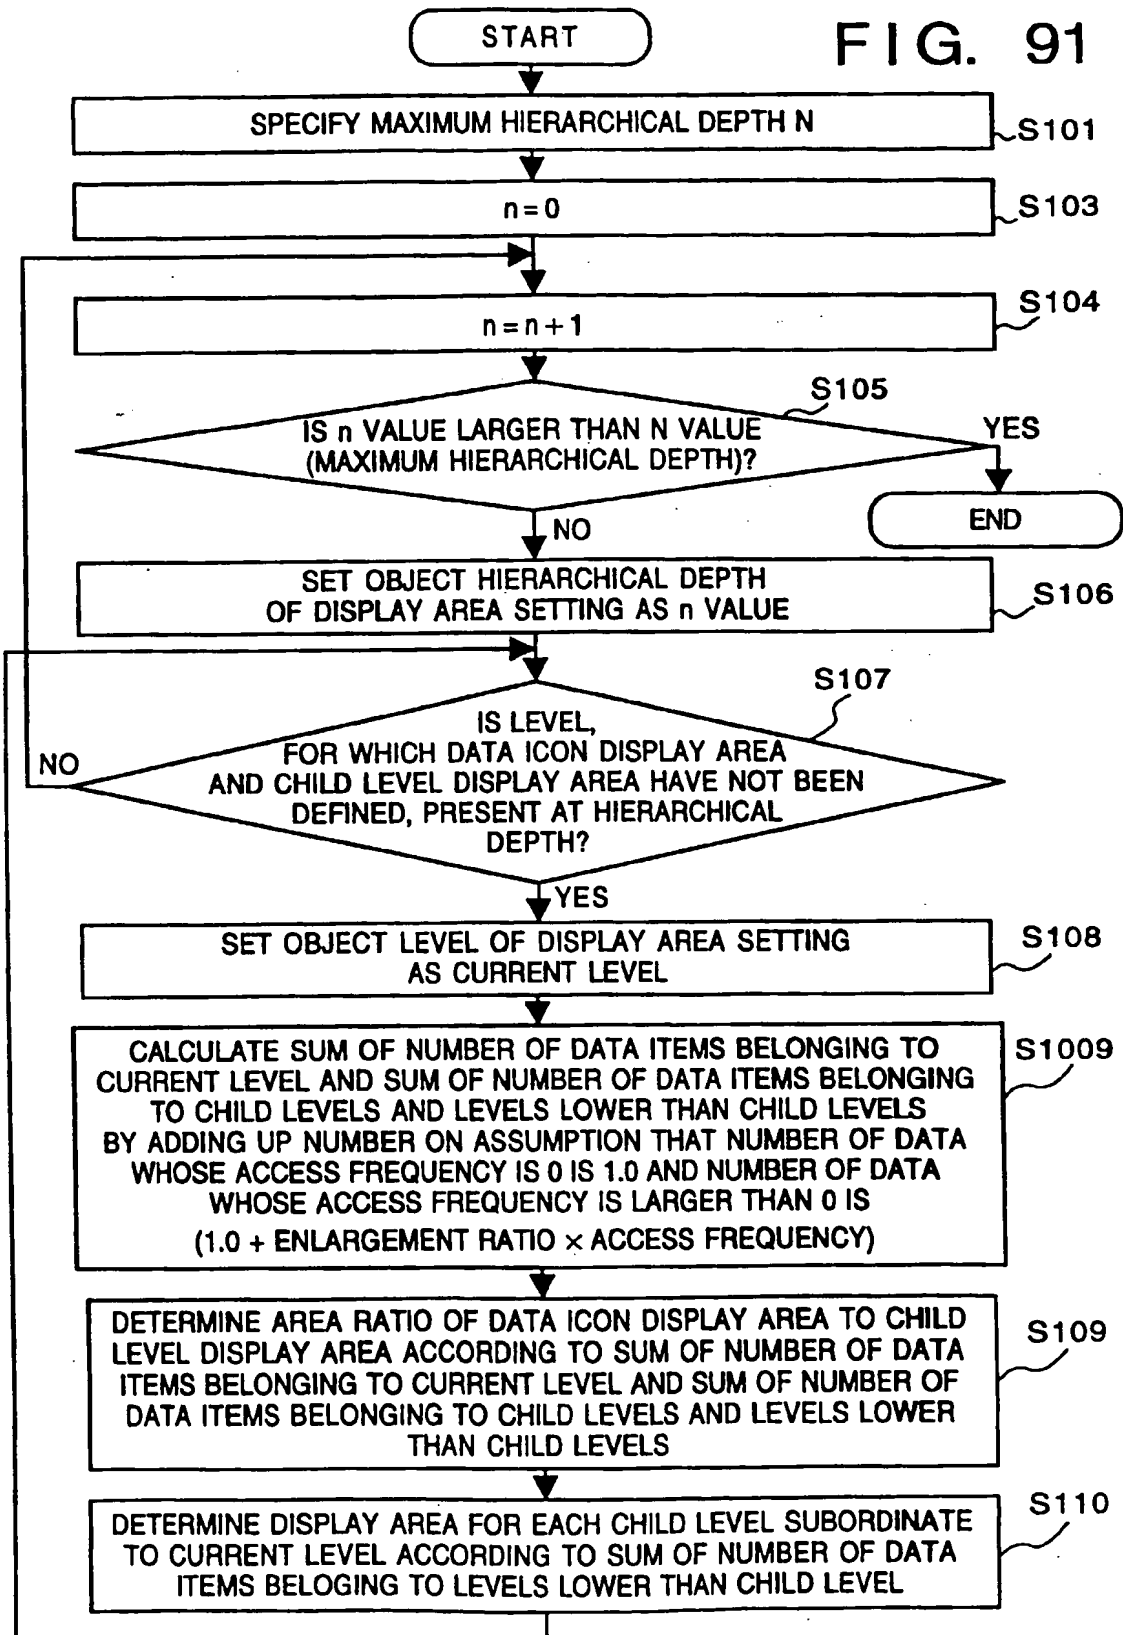 START
FIG. 91
SPECIFY MAXIMUM HIERARCHICAL DEPTH N
S101
n=0
S103
n=n+1
S104
S105
IS n VALUE LARGER THAN N VALUE
(MAXIMUM HIERARCHICAL DEPTH)?
YES
END
NO
SET OBJECT HIERARCHICAL DEPTH
OF DISPLAY AREA SETTING AS n VALUE
S106
S107
IS LEVEL,
FOR WHICH DATA ICON DISPLAY AREA
AND CHILD LEVEL DISPLAY AREA HAVE NOT BEEN
DEFINED, PRESENT AT HIERARCHICAL
DEPTH?
NO
YES
SET OBJECT LEVEL OF DISPLAY AREA SETTING
AS CURRENT LEVEL
S108
CALCULATE SUM OF NUMBER OF DATA ITEMS BELONGING TO
CURRENT LEVEL AND SUM OF NUMBER OF DATA ITEMS BELONGING
TO CHILD LEVELS AND LEVELS LOWER THAN CHILD LEVELS
BY ADDING UP NUMBER ON ASSUMPTION THAT NUMBER OF DATA
WHOSE ACCESS FREQUENCY IS 0 IS 1.0 AND NUMBER OF DATA
WHOSE ACCESS FREQUENCY IS LARGER THAN 0 IS
(1.0 + ENLARGEMENT RATIO × ACCESS FREQUENCY)
S1009
DETERMINE AREA RATIO OF DATA ICON DISPLAY AREA TO CHILD
LEVEL DISPLAY AREA ACCORDING TO SUM OF NUMBER OF DATA
ITEMS BELONGING TO CURRENT LEVEL AND SUM OF NUMBER OF
DATA ITEMS BELONGING TO CHILD LEVELS AND LEVELS LOWER
THAN CHILD LEVELS
S109
DETERMINE DISPLAY AREA FOR EACH CHILD LEVEL SUBORDINATE
TO CURRENT LEVEL ACCORDING TO SUM OF NUMBER OF DATA
ITEMS BELOGING TO LEVELS LOWER THAN CHILD LEVEL
S110